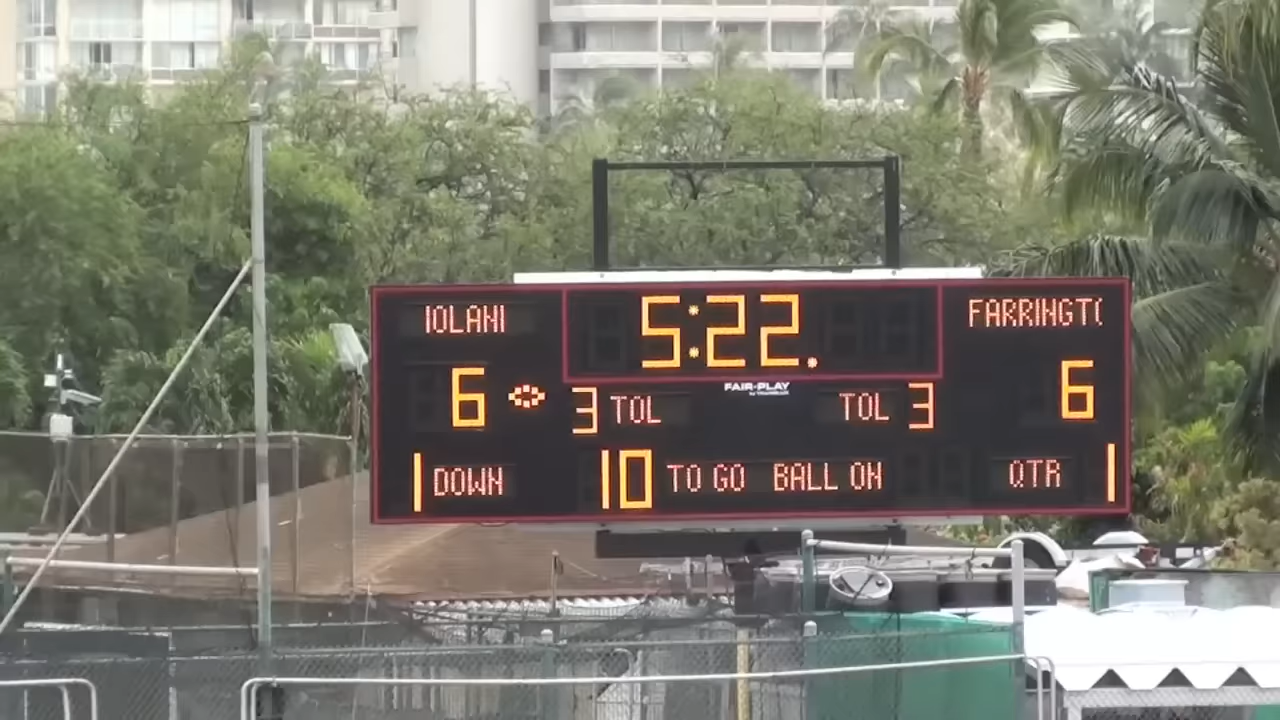 IOLANI 5:22. FARRINGT(
FAIR-PLAY
6 3 TOL TOL 3 6
1 DOWN 10 TO GO BALL ON QTR 1